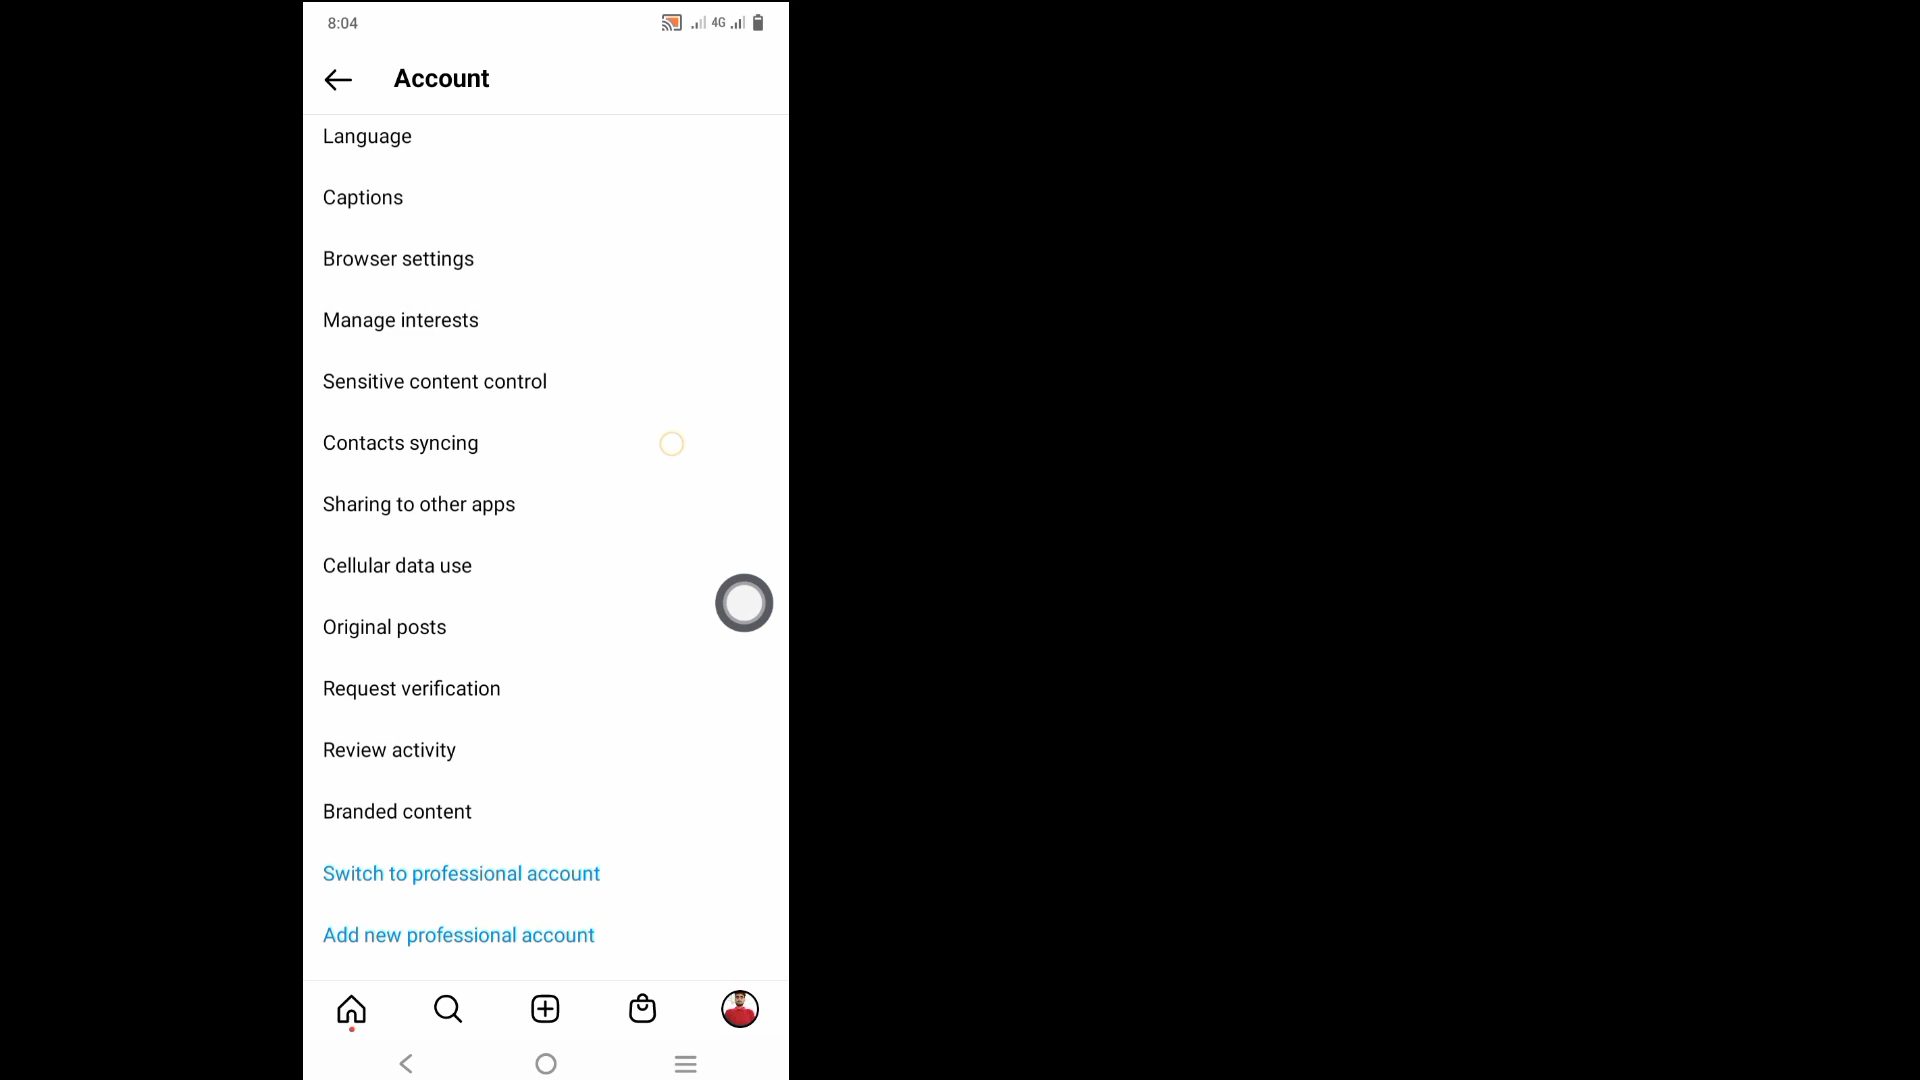 8:04
4G
Account
Language
Captions
Browser settings
Manage interests
Sensitive content control
Contacts syncing
Sharing to other apps
Cellular data use
Original posts
Request verification
Review activity
Branded content
Switch to professional account
Add new professional account